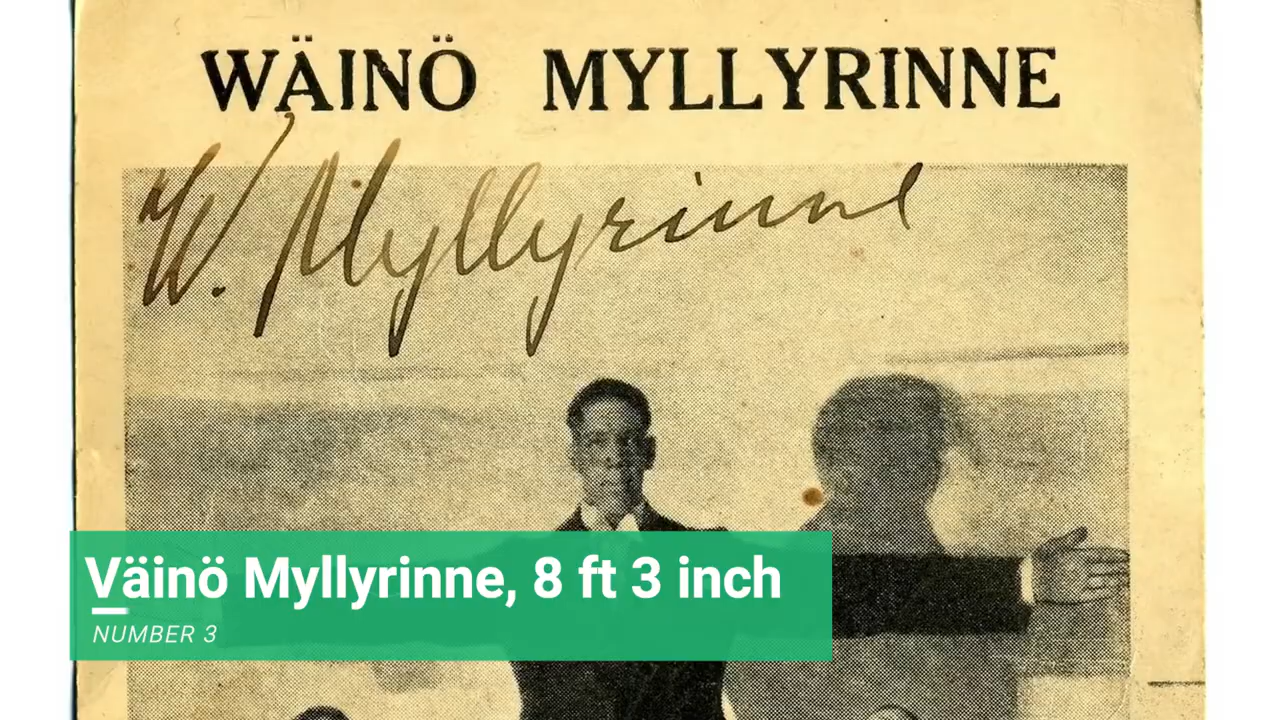 WÄINÖ MYLLYRINNE
W. Myllyrinne
Väinö Myllyrinne, 8 ft 3 inch
NUMBER 3